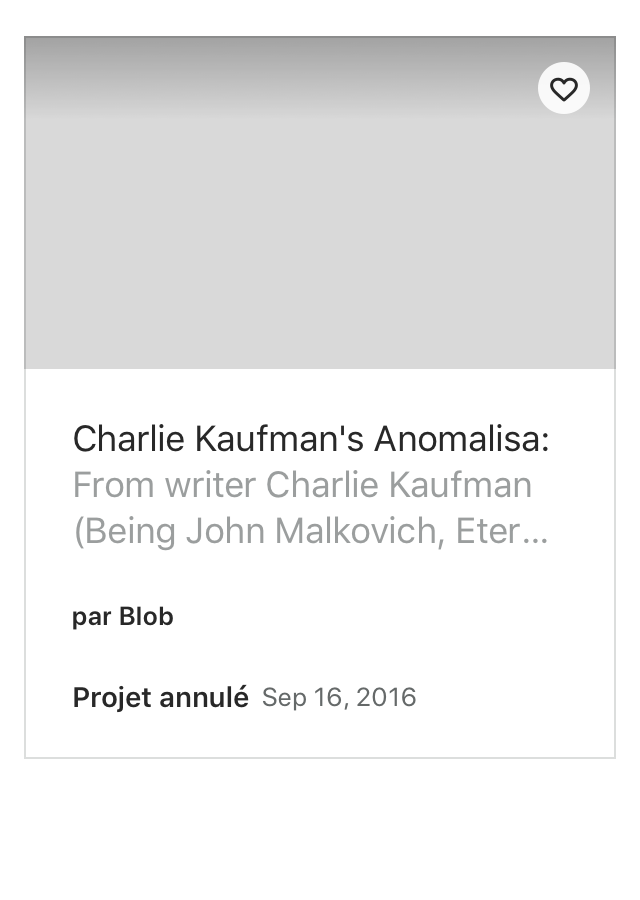 Charlie Kaufman's Anomalisa:
From writer Charlie Kaufman
(Being John Malkovich, Eter...
par Blob
Projet annulé Sep 16, 2016